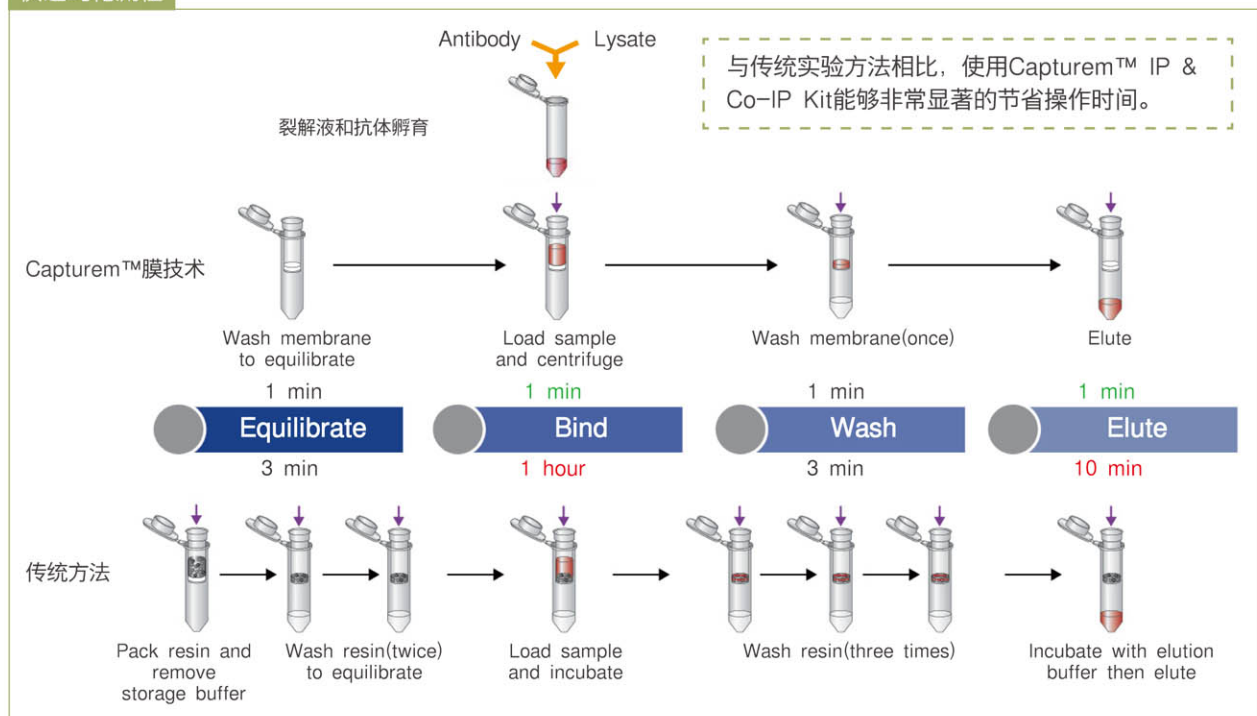 Antibody Lysate
与传统实验方法相比，使用Capturem™ IP &
Co-IP Kit能够非常显著的节省操作时间。
裂解液和抗体孵育
Capturem™膜技术
Wash membrane
to equilibrate
Load sample
and centrifuge
Wash membrane(once)
Elute
1 min
1 min
1 min
1 min
Equilibrate
Bind
Wash
Elute
3 min
1 hour
3 min
10 min
传统方法
Pack resin and
remove
storage buffer
Wash resin(twice)
to equilibrate
Load sample
and incubate
Wash resin(three times)
Incubate with elution
buffer then elute